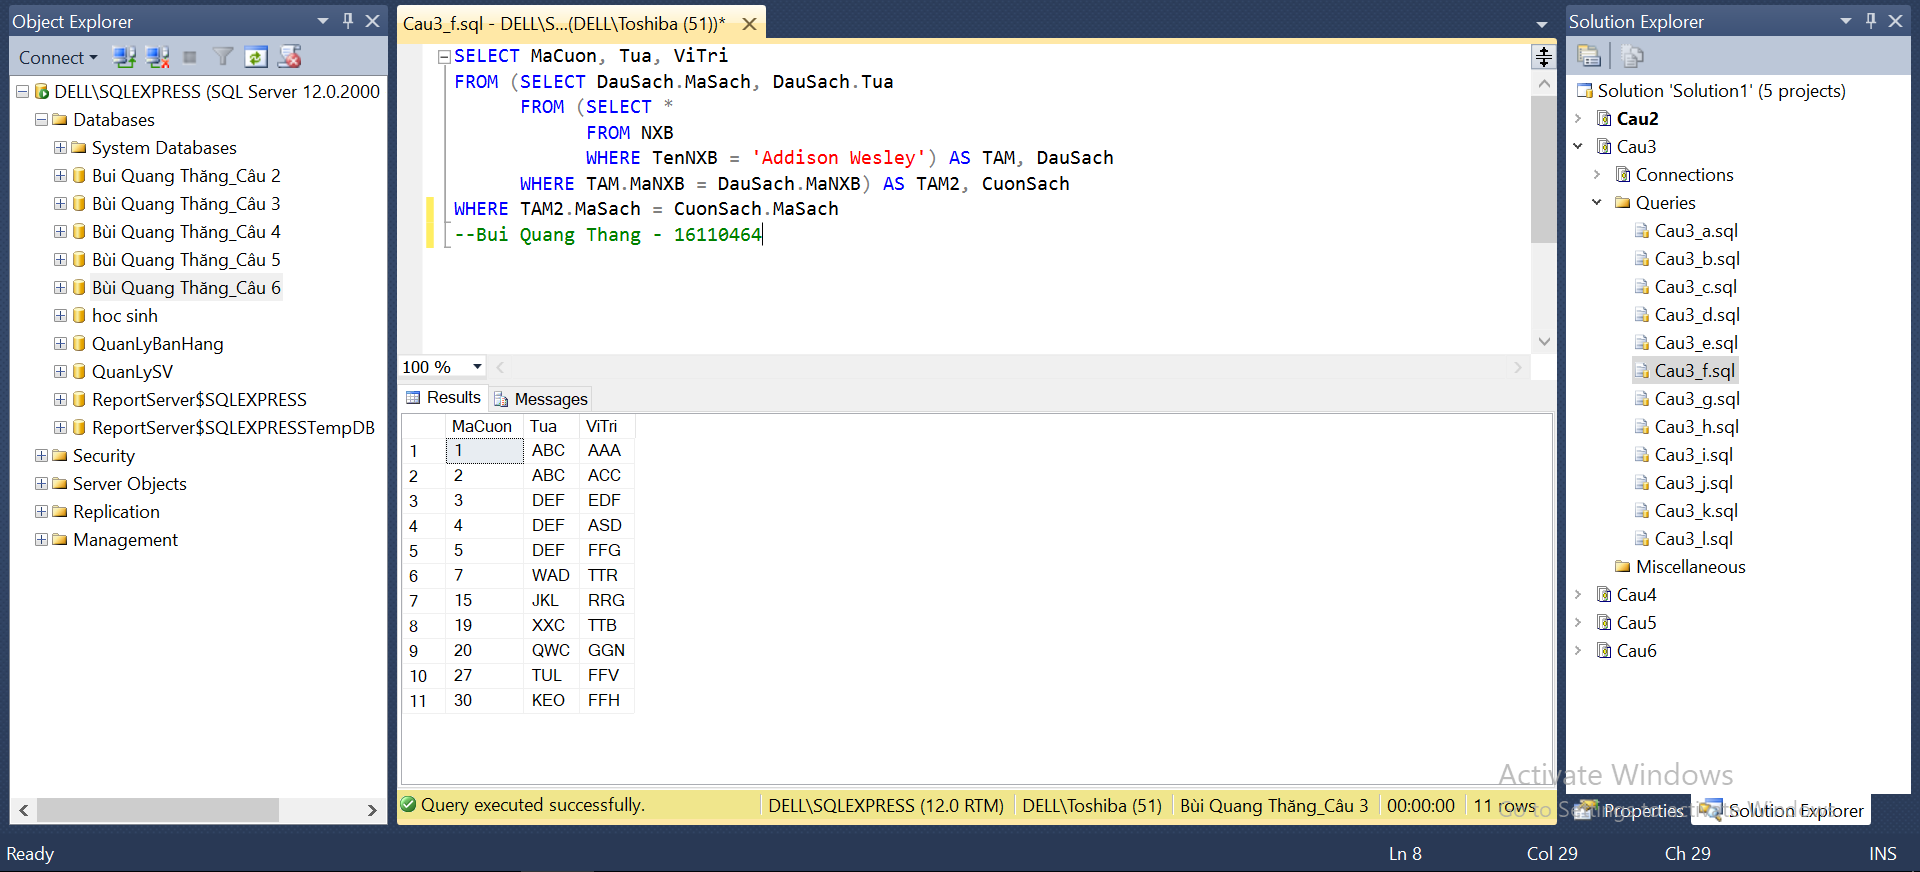 Object Explorer
Connect
DELL\SQLEXPRESS (SQL Server 12.0.2000
Databases
System Databases
Bui Quang Thăng_Câu 2
Bùi Quang Thăng_Câu 3
Bùi Quang Thăng_Câu 4
Bùi Quang Thăng_Câu 5
Bùi Quang Thăng_Câu 6
hoc sinh
QuanLyBanHang
QuanLySV
ReportServer$SQLEXPRESS
ReportServer$SQLEXPRESSTempDB
Security
Server Objects
Replication
Management
Cau3_f.sql - DELL\S...(DELL\Toshiba (51))*
SELECT MaCuon, Tua, ViTri
FROM (SELECT DauSach.MaSach, DauSach.Tua
FROM (SELECT *
FROM NXB
WHERE TenNXB = 'Addison Wesley') AS TAM, DauSach
WHERE TAM.MaNXB = DauSach.MaNXB) AS TAM2, CuonSach
WHERE TAM2.MaSach = CuonSach.MaSach
--Bui Quang Thang - 16110464
100 %
Results Messages
MaCuon Tua ViTri
1 1 ABC AAA
2 2 ABC ACC
3 3 DEF EDF
4 4 DEF ASD
5 5 DEF FFG
6 7 WAD TTR
7 15 JKL RRG
8 19 XXC TTB
9 20 QWC GGN
10 27 TUL FFV
11 30 KEO FFH
Query executed successfully. DELL\SQLEXPRESS (12.0 RTM) DELL\Toshiba (51) Bùi Quang Thăng_Câu 3 00:00:00 11 rows
Solution Explorer
Solution 'Solution1' (5 projects)
Cau2
Cau3
Connections
Queries
Cau3_a.sql
Cau3_b.sql
Cau3_c.sql
Cau3_d.sql
Cau3_e.sql
Cau3_f.sql
Cau3_g.sql
Cau3_h.sql
Cau3_i.sql
Cau3_j.sql
Cau3_k.sql
Cau3_l.sql
Miscellaneous
Cau4
Cau5
Cau6
Activate Windows
Go to Settings to activate Windows.
Properties Solution Explorer
Ready Ln 8 Col 29 Ch 29 INS